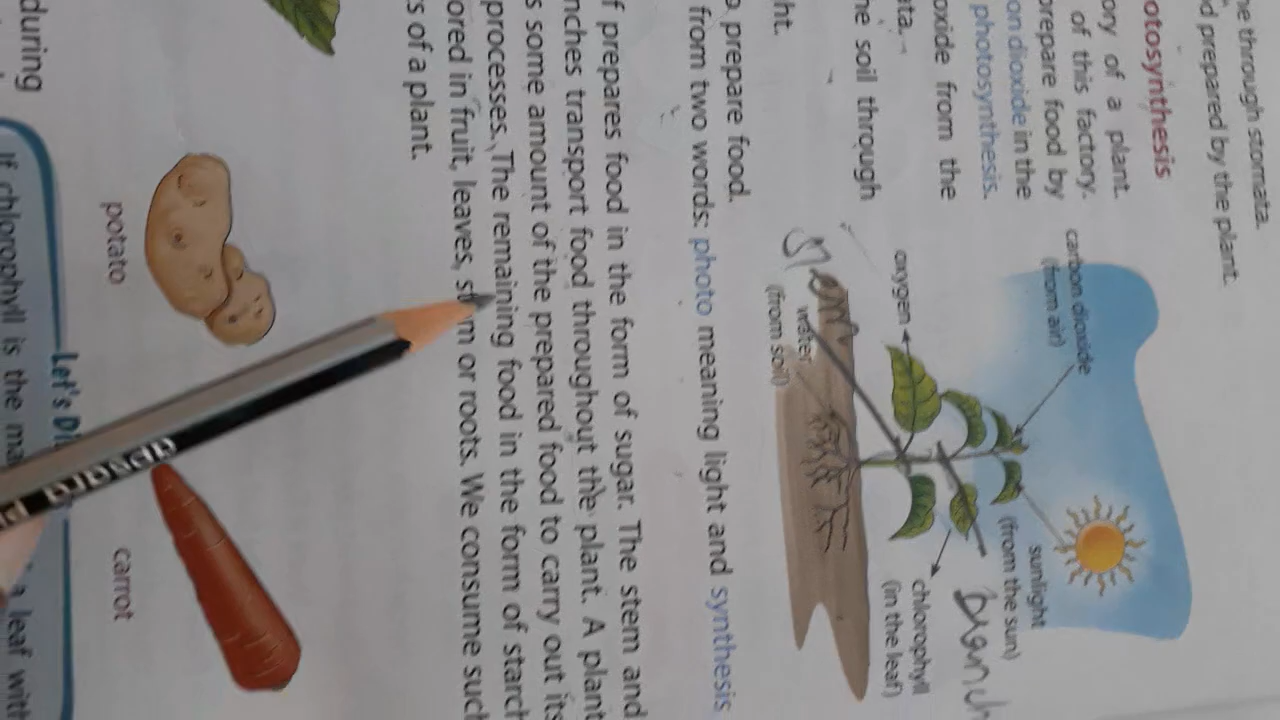 me through stomata.
d prepared by the plant.
otosynthesis
ory of a plant.
of this factory.
prepare food by
on dioxide in the
photosynthesis.
oxide from the
ata.
he soil through
ht.
carbon dioxide
(from air)
sunlight
(from the sun)
branch
oxygen
chlorophyll
(in the leaf)
stem
water
(from soil)
prepare food.
from two words: photo meaning light and synthesis
f prepares food in the form of sugar. The stem and
nches transport food throughout the plant. A plant
s some amount of the prepared food to carry out its
processes. The remaining food in the form of starch
ored in fruit, leaves, st m or roots. We consume such
s of a plant.
potato
carrot
during
Let's Di
If chlorophyll is the ma
a leaf with